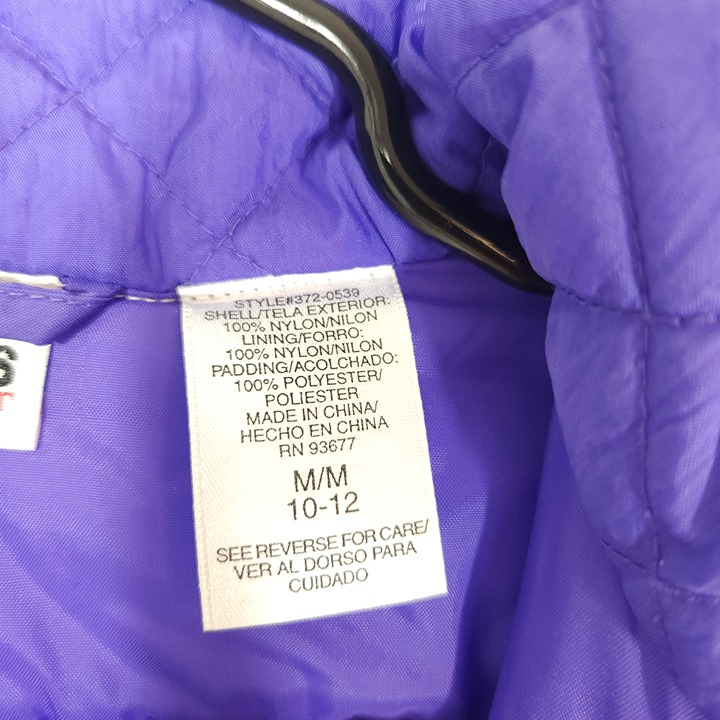 STYLE#372-0539
SHELL/TELA EXTERIOR:
100% NYLON/NILON
LINING/FORRO:
100% NYLON/NILON
PADDING/ACOLCHADO:
100% POLYESTER/
POLIESTER
MADE IN CHINA/
HECHO EN CHINA
RN 93677
M/M
10-12
SEE REVERSE FOR CARE/
VER AL DORSO PARA
CUIDADO